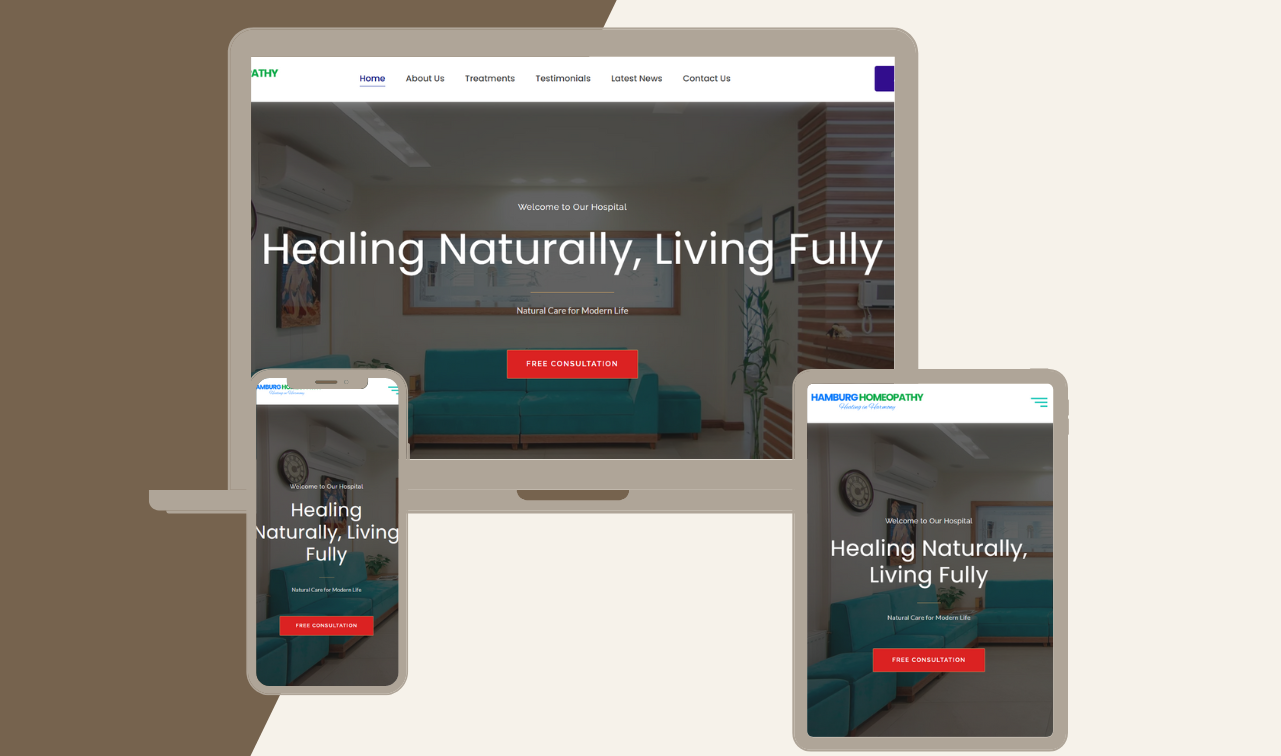 ATHY
Home About Us Treatments Testimonials Latest News Contact Us
Welcome to Our Hospital
Healing Naturally, Living Fully
Natural Care for Modern Life
FREE CONSULTATION
Welcome to Our Hospital
Healing
Naturally, Living
Fully
Natural Care for Modern Life
FREE CONSULTATION
HAMBURG HOMEOPATHY
Healing in Harmony
Welcome to Our Hospital
Healing Naturally,
Living Fully
Natural Care for Modern Life
FREE CONSULTATION